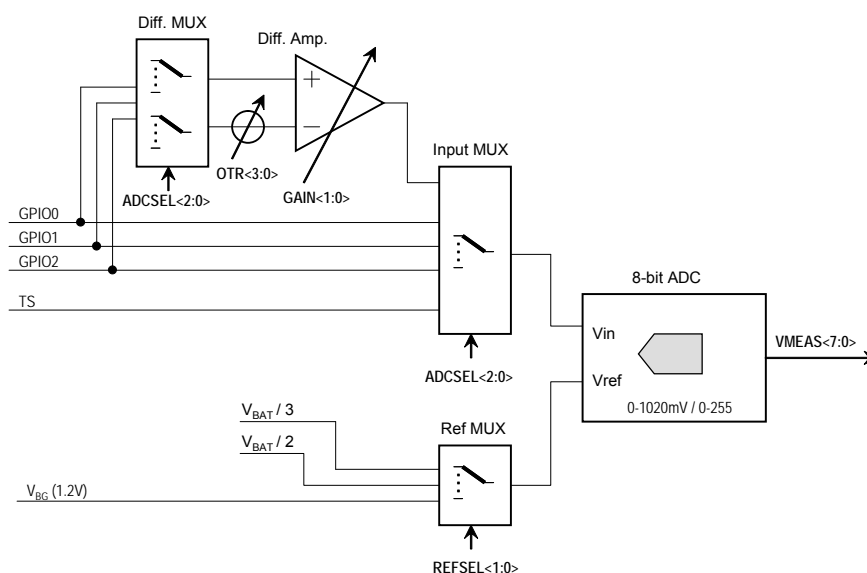 Diff. MUX
Diff. Amp.
+
−
Input MUX
OTR<3:0>
ADCSEL<2:0>
GAIN<1:0>
GPIO0
GPIO1
GPIO2
8-bit ADC
TS
Vin
VMEAS<7:0>
ADCSEL<2:0>
Vref
0-1020mV / 0-255
VBAT / 3
Ref MUX
VBAT / 2
VBG (1.2V)
REFSEL<1:0>